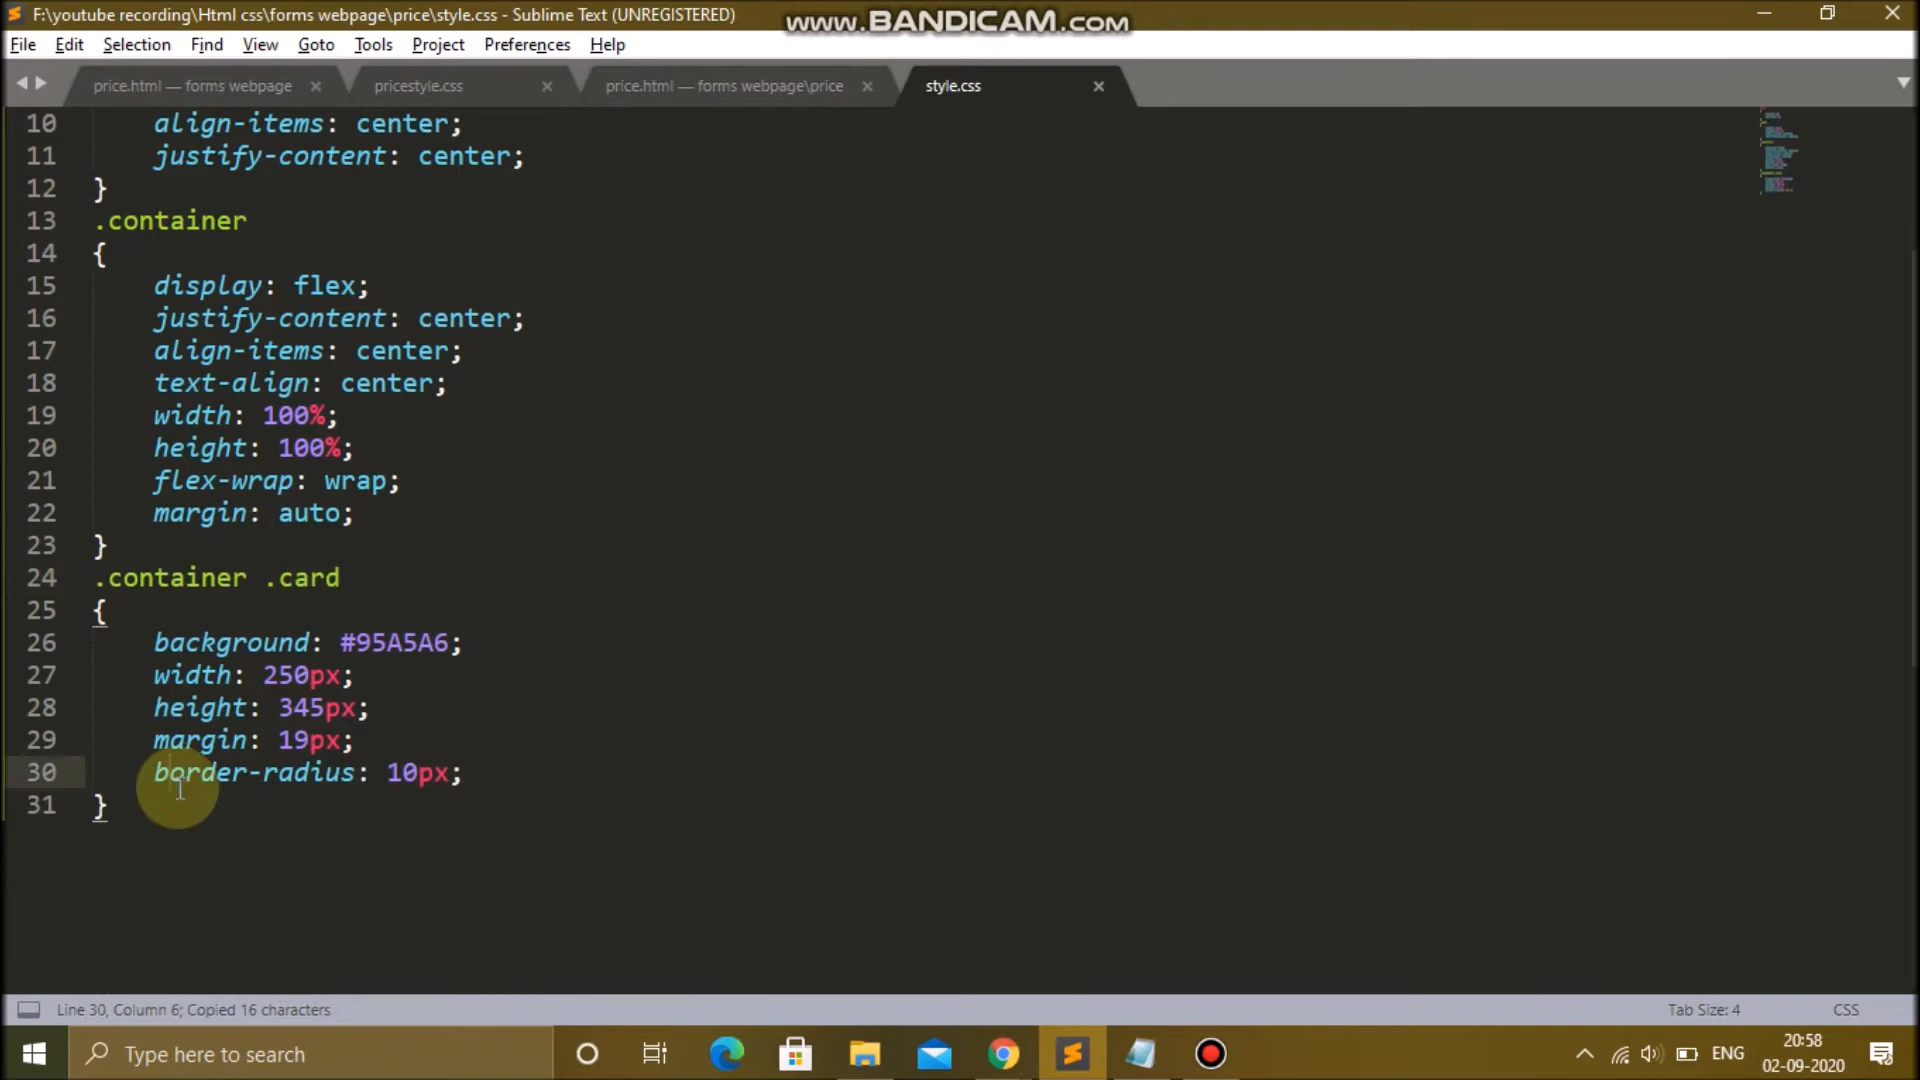 F:\youtube recording\Html css\forms webpage\price\style.css - Sublime Text (UNREGISTERED)
www.BANDICAM.com
File Edit Selection Find View Goto Tools Project Preferences Help
price.html — forms webpage × pricestyle.css × price.html — forms webpage\price × style.css ×
10 align-items: center;
11 justify-content: center;
12 }
13 .container
14 {
15 display: flex;
16 justify-content: center;
17 align-items: center;
18 text-align: center;
19 width: 100%;
20 height: 100%;
21 flex-wrap: wrap;
22 margin: auto;
23 }
24 .container .card
25 {
26 background: #95A5A6;
27 width: 250px;
28 height: 345px;
29 margin: 19px;
30 border-radius: 10px;
31 }
Line 30, Column 6; Copied 16 characters Tab Size: 4 CSS
Type here to search ENG 20:58
02-09-2020